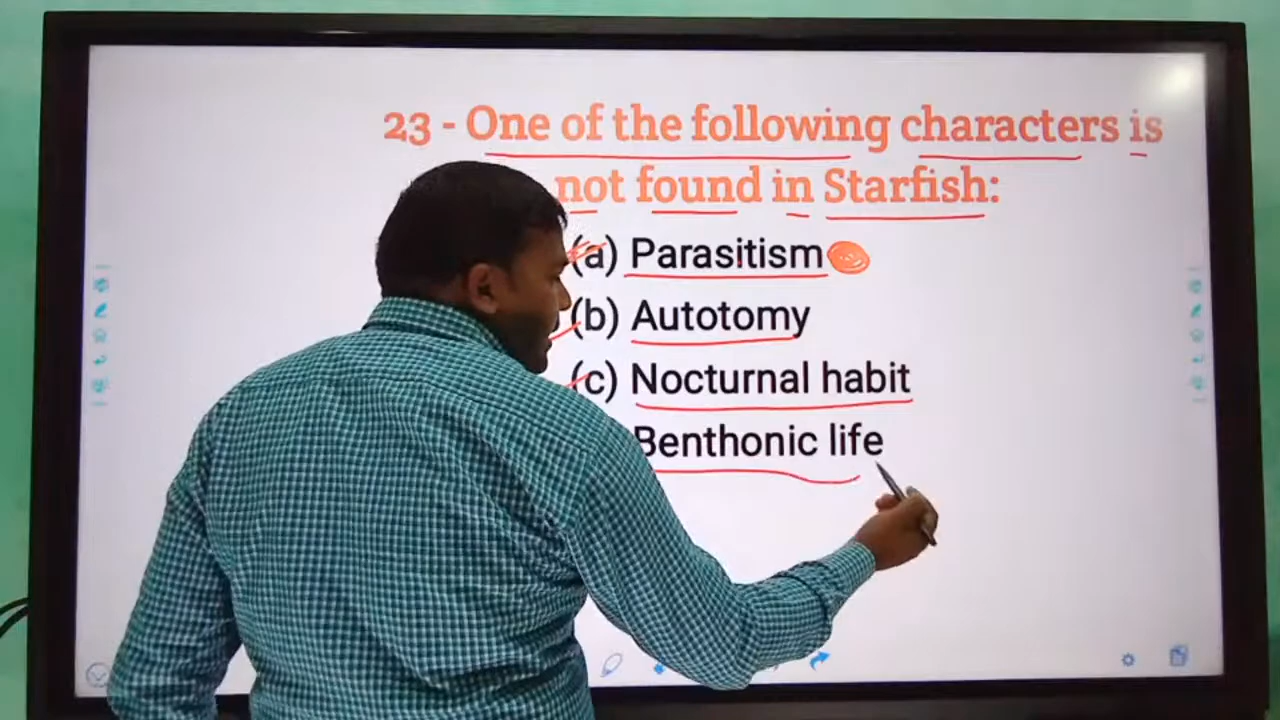 23 - One of the following characters is
not found in Starfish:
(a) Parasitism
(b) Autotomy
(c) Nocturnal habit
Benthonic life